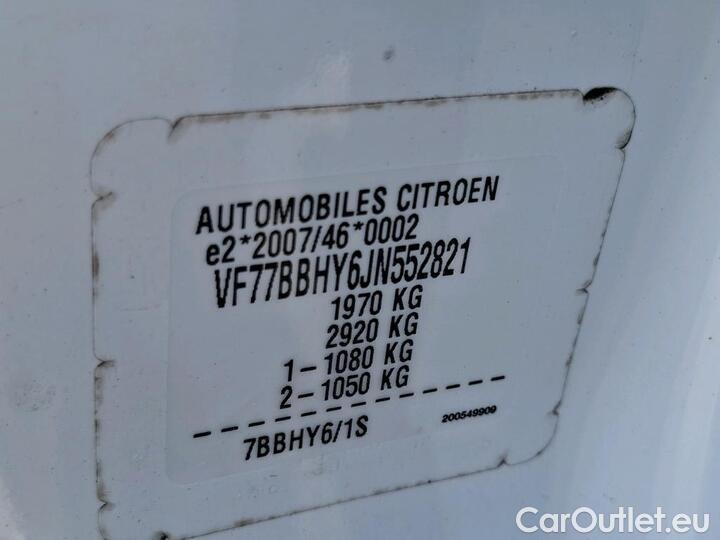 AUTOMOBILES CITROEN
e2*2007/46*0002
VF77BBHY6JN552821
1970 KG
2920 KG
1-1080 KG
2-1050 KG
7BBHY6/1S
200549909
CarOutlet.eu